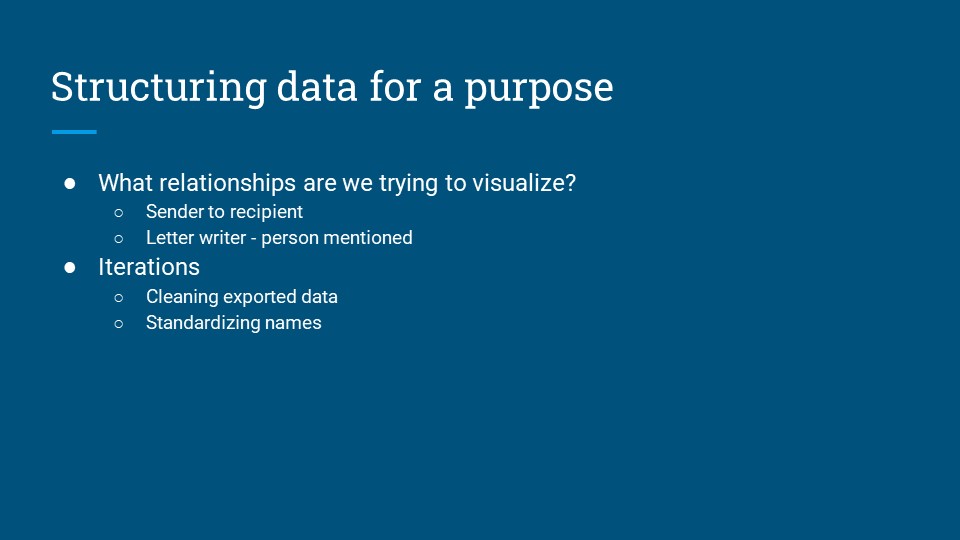 Structuring data for a purpose
● What relationships are we trying to visualize?
○ Sender to recipient
○ Letter writer - person mentioned
● Iterations
○ Cleaning exported data
○ Standardizing names